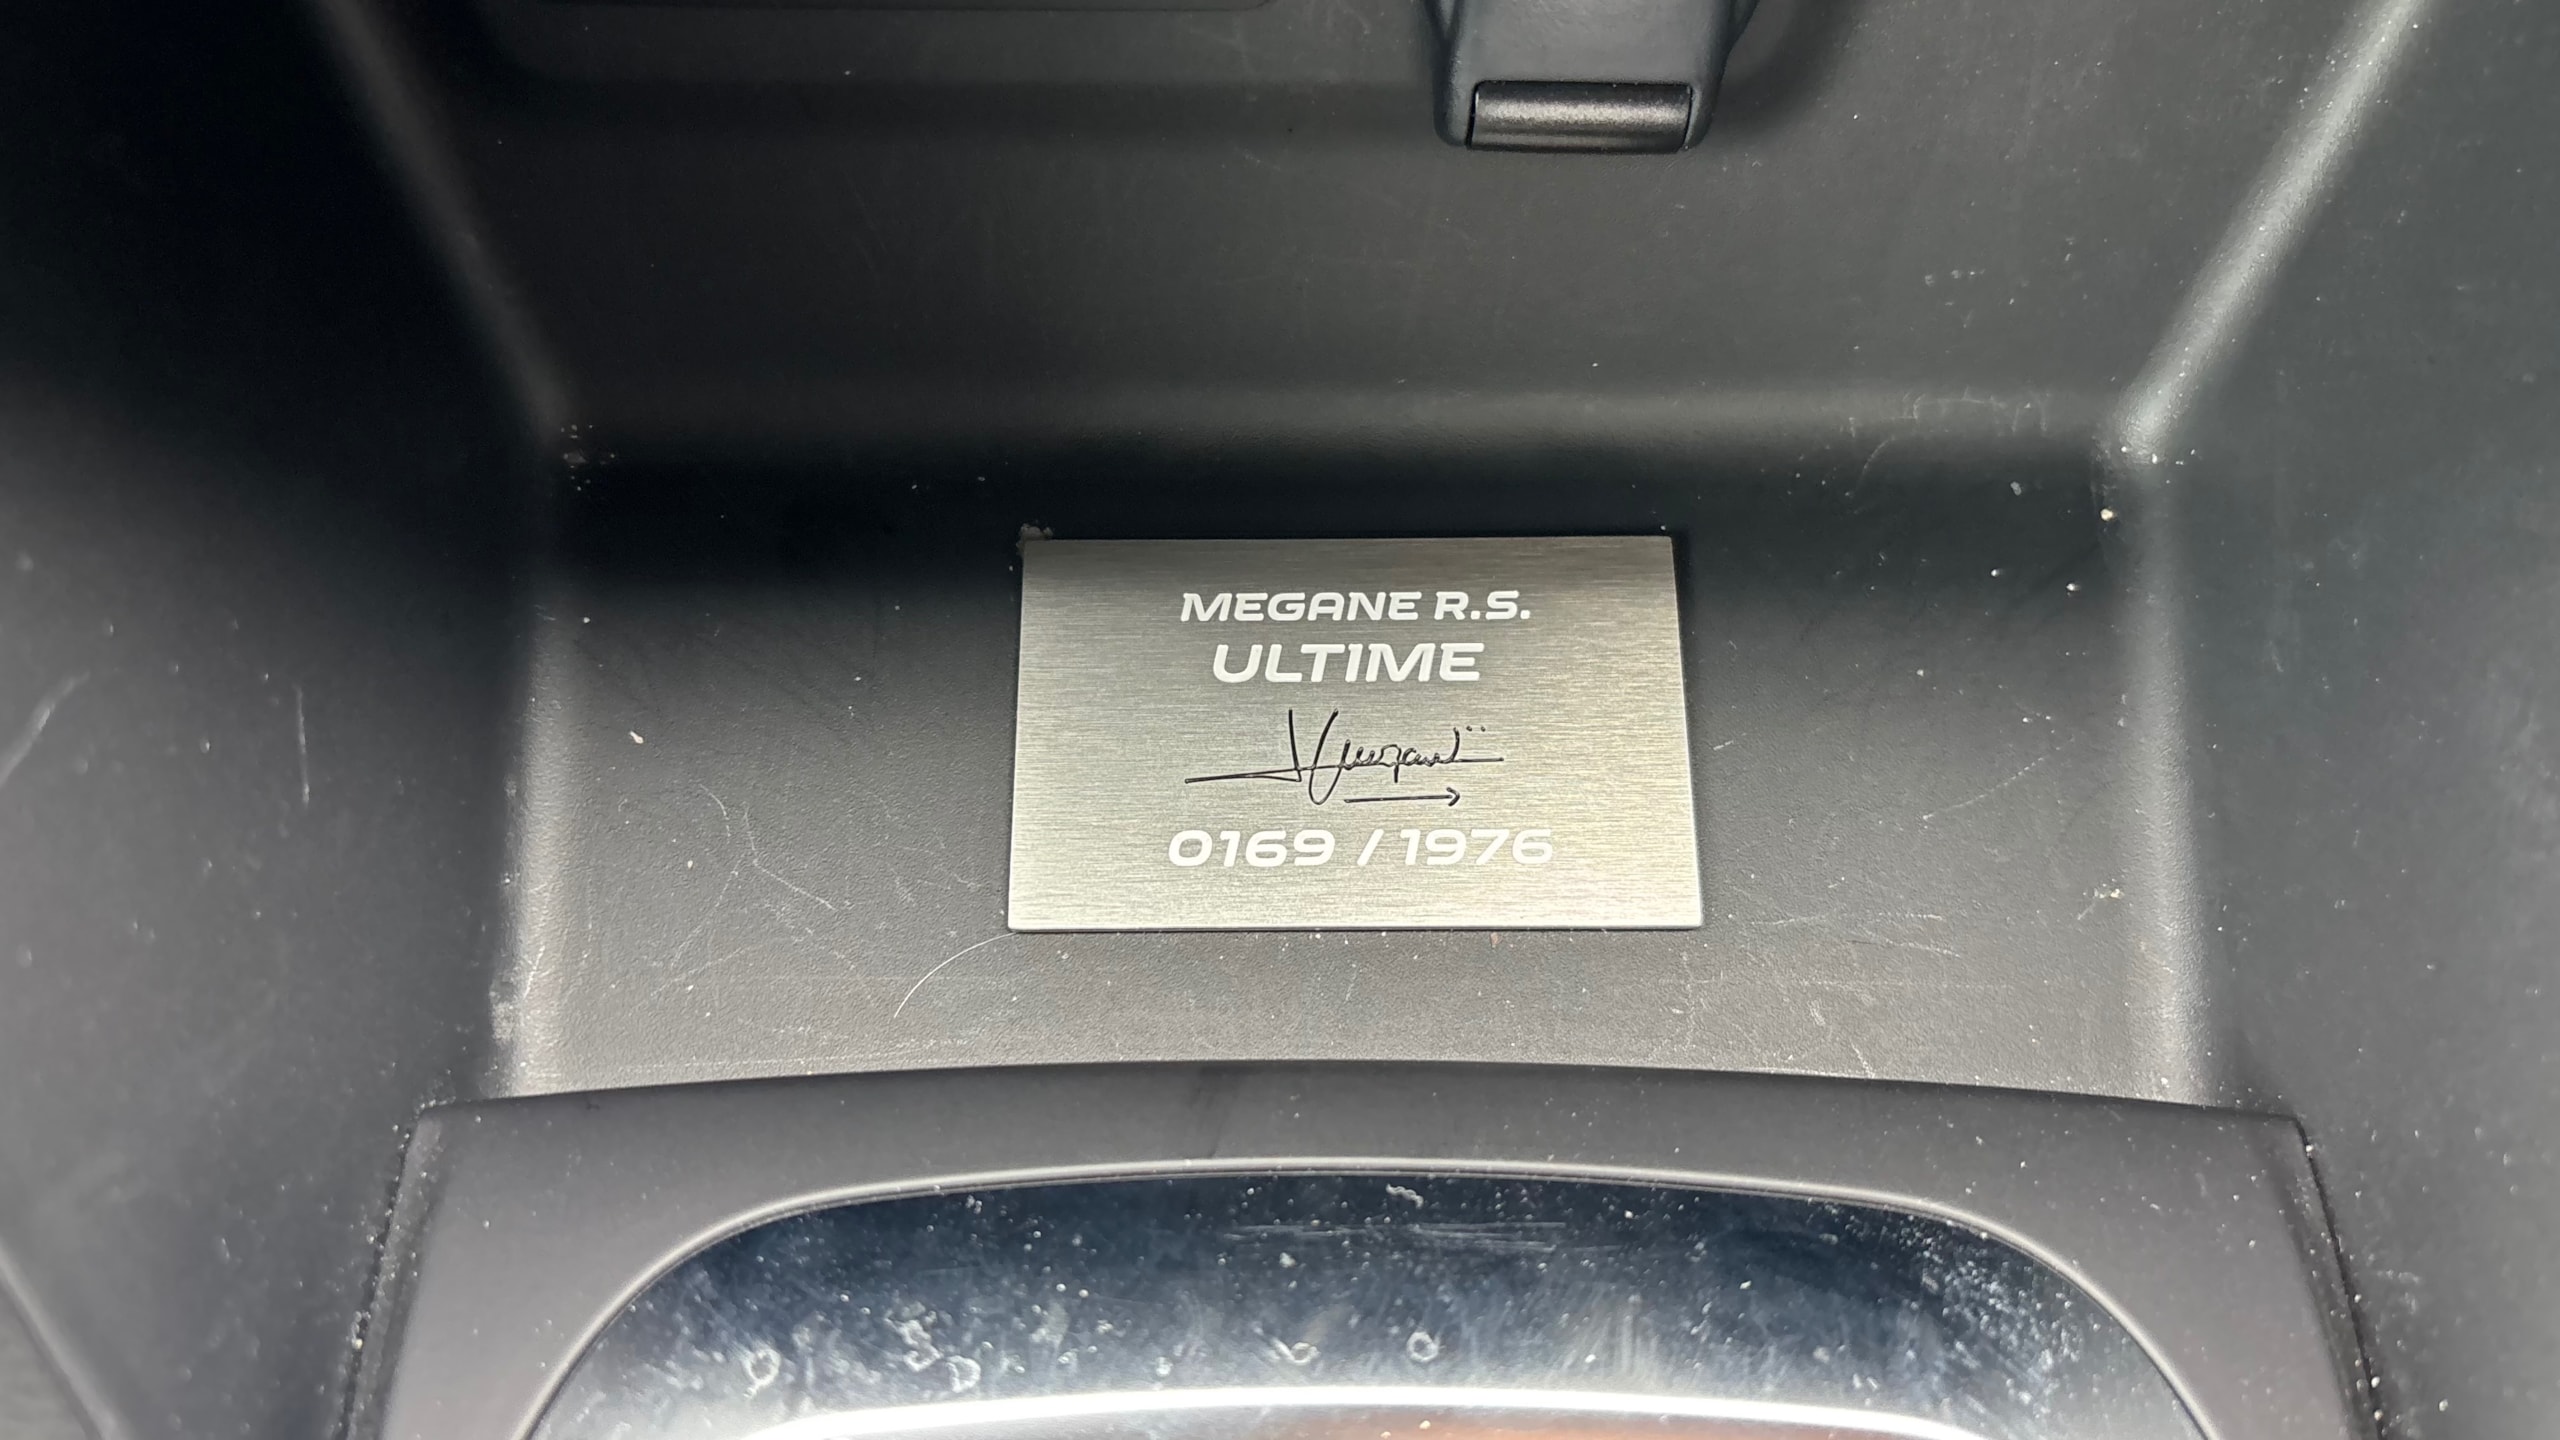 MEGANE R.S.
ULTIME
0169 / 1976